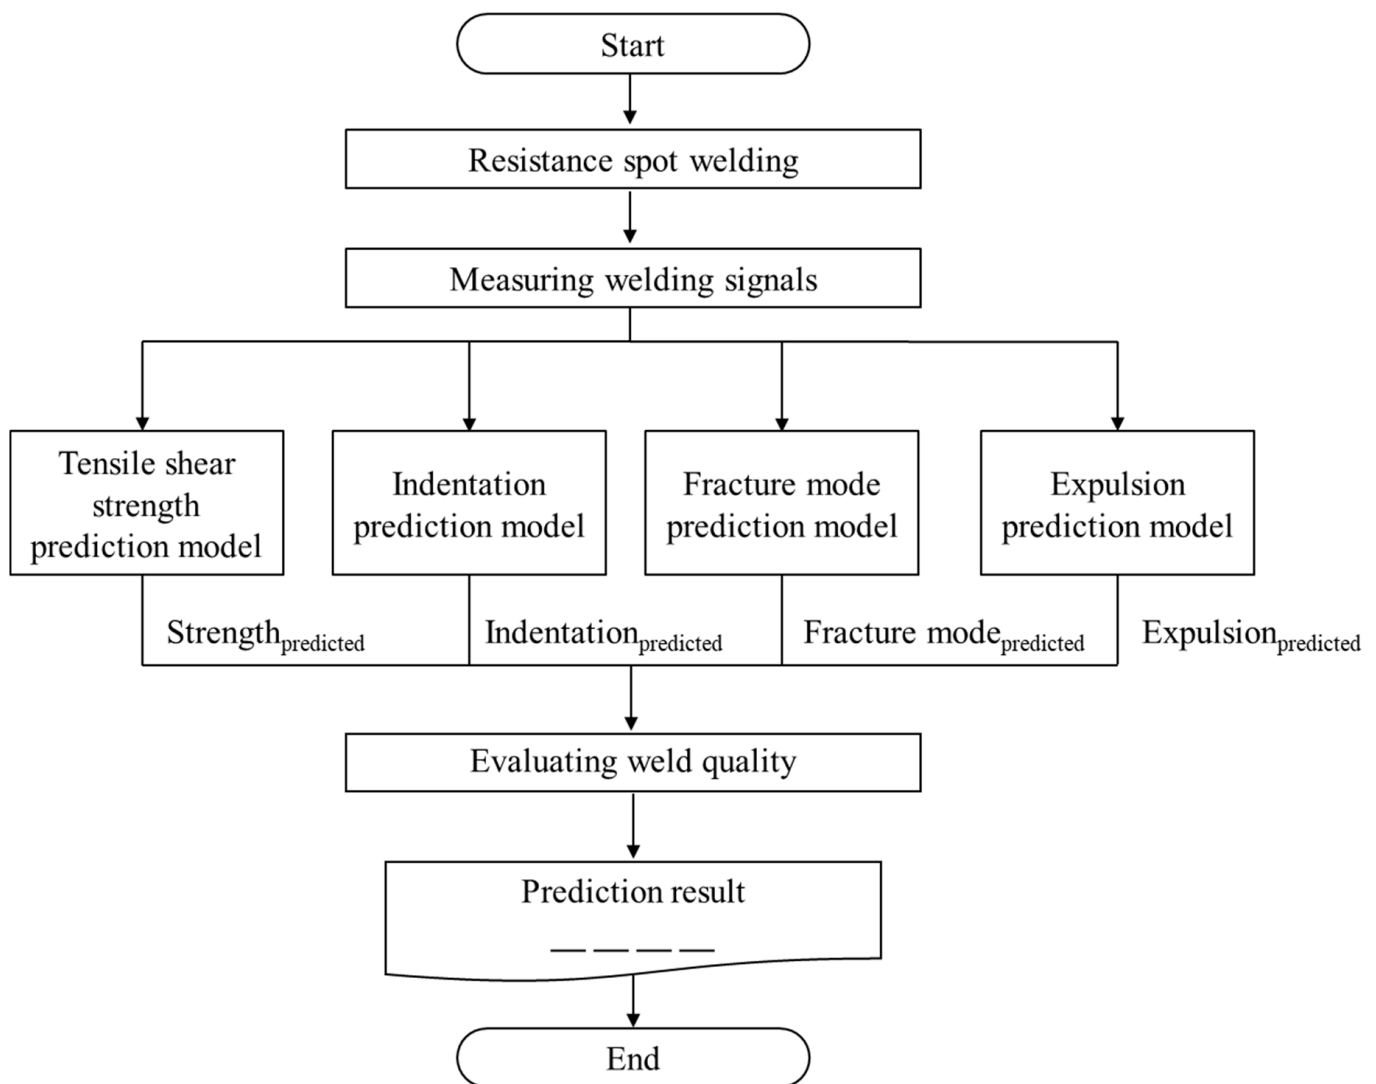 Start
Resistance spot welding
Measuring welding signals
Tensile shear
strength
prediction model
Indentation
prediction model
Fracture mode
prediction model
Expulsion
prediction model
Strengthpredicted
Indentationpredicted
Fracture modepredicted
Expulsionpredicted
Evaluating weld quality
Prediction result
End